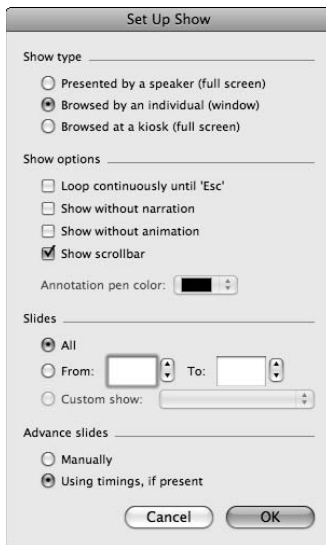 Set Up Show
Show type
Presented by a speaker (full screen)
Browsed by an individual (window)
Browsed at a kiosk (full screen)
Show options
Loop continuously until 'Esc'
Show without narration
Show without animation
Show scrollbar
Annotation pen color:
Slides
All
From: To:
Custom show:
Advance slides
Manually
Using timings, if present
Cancel OK